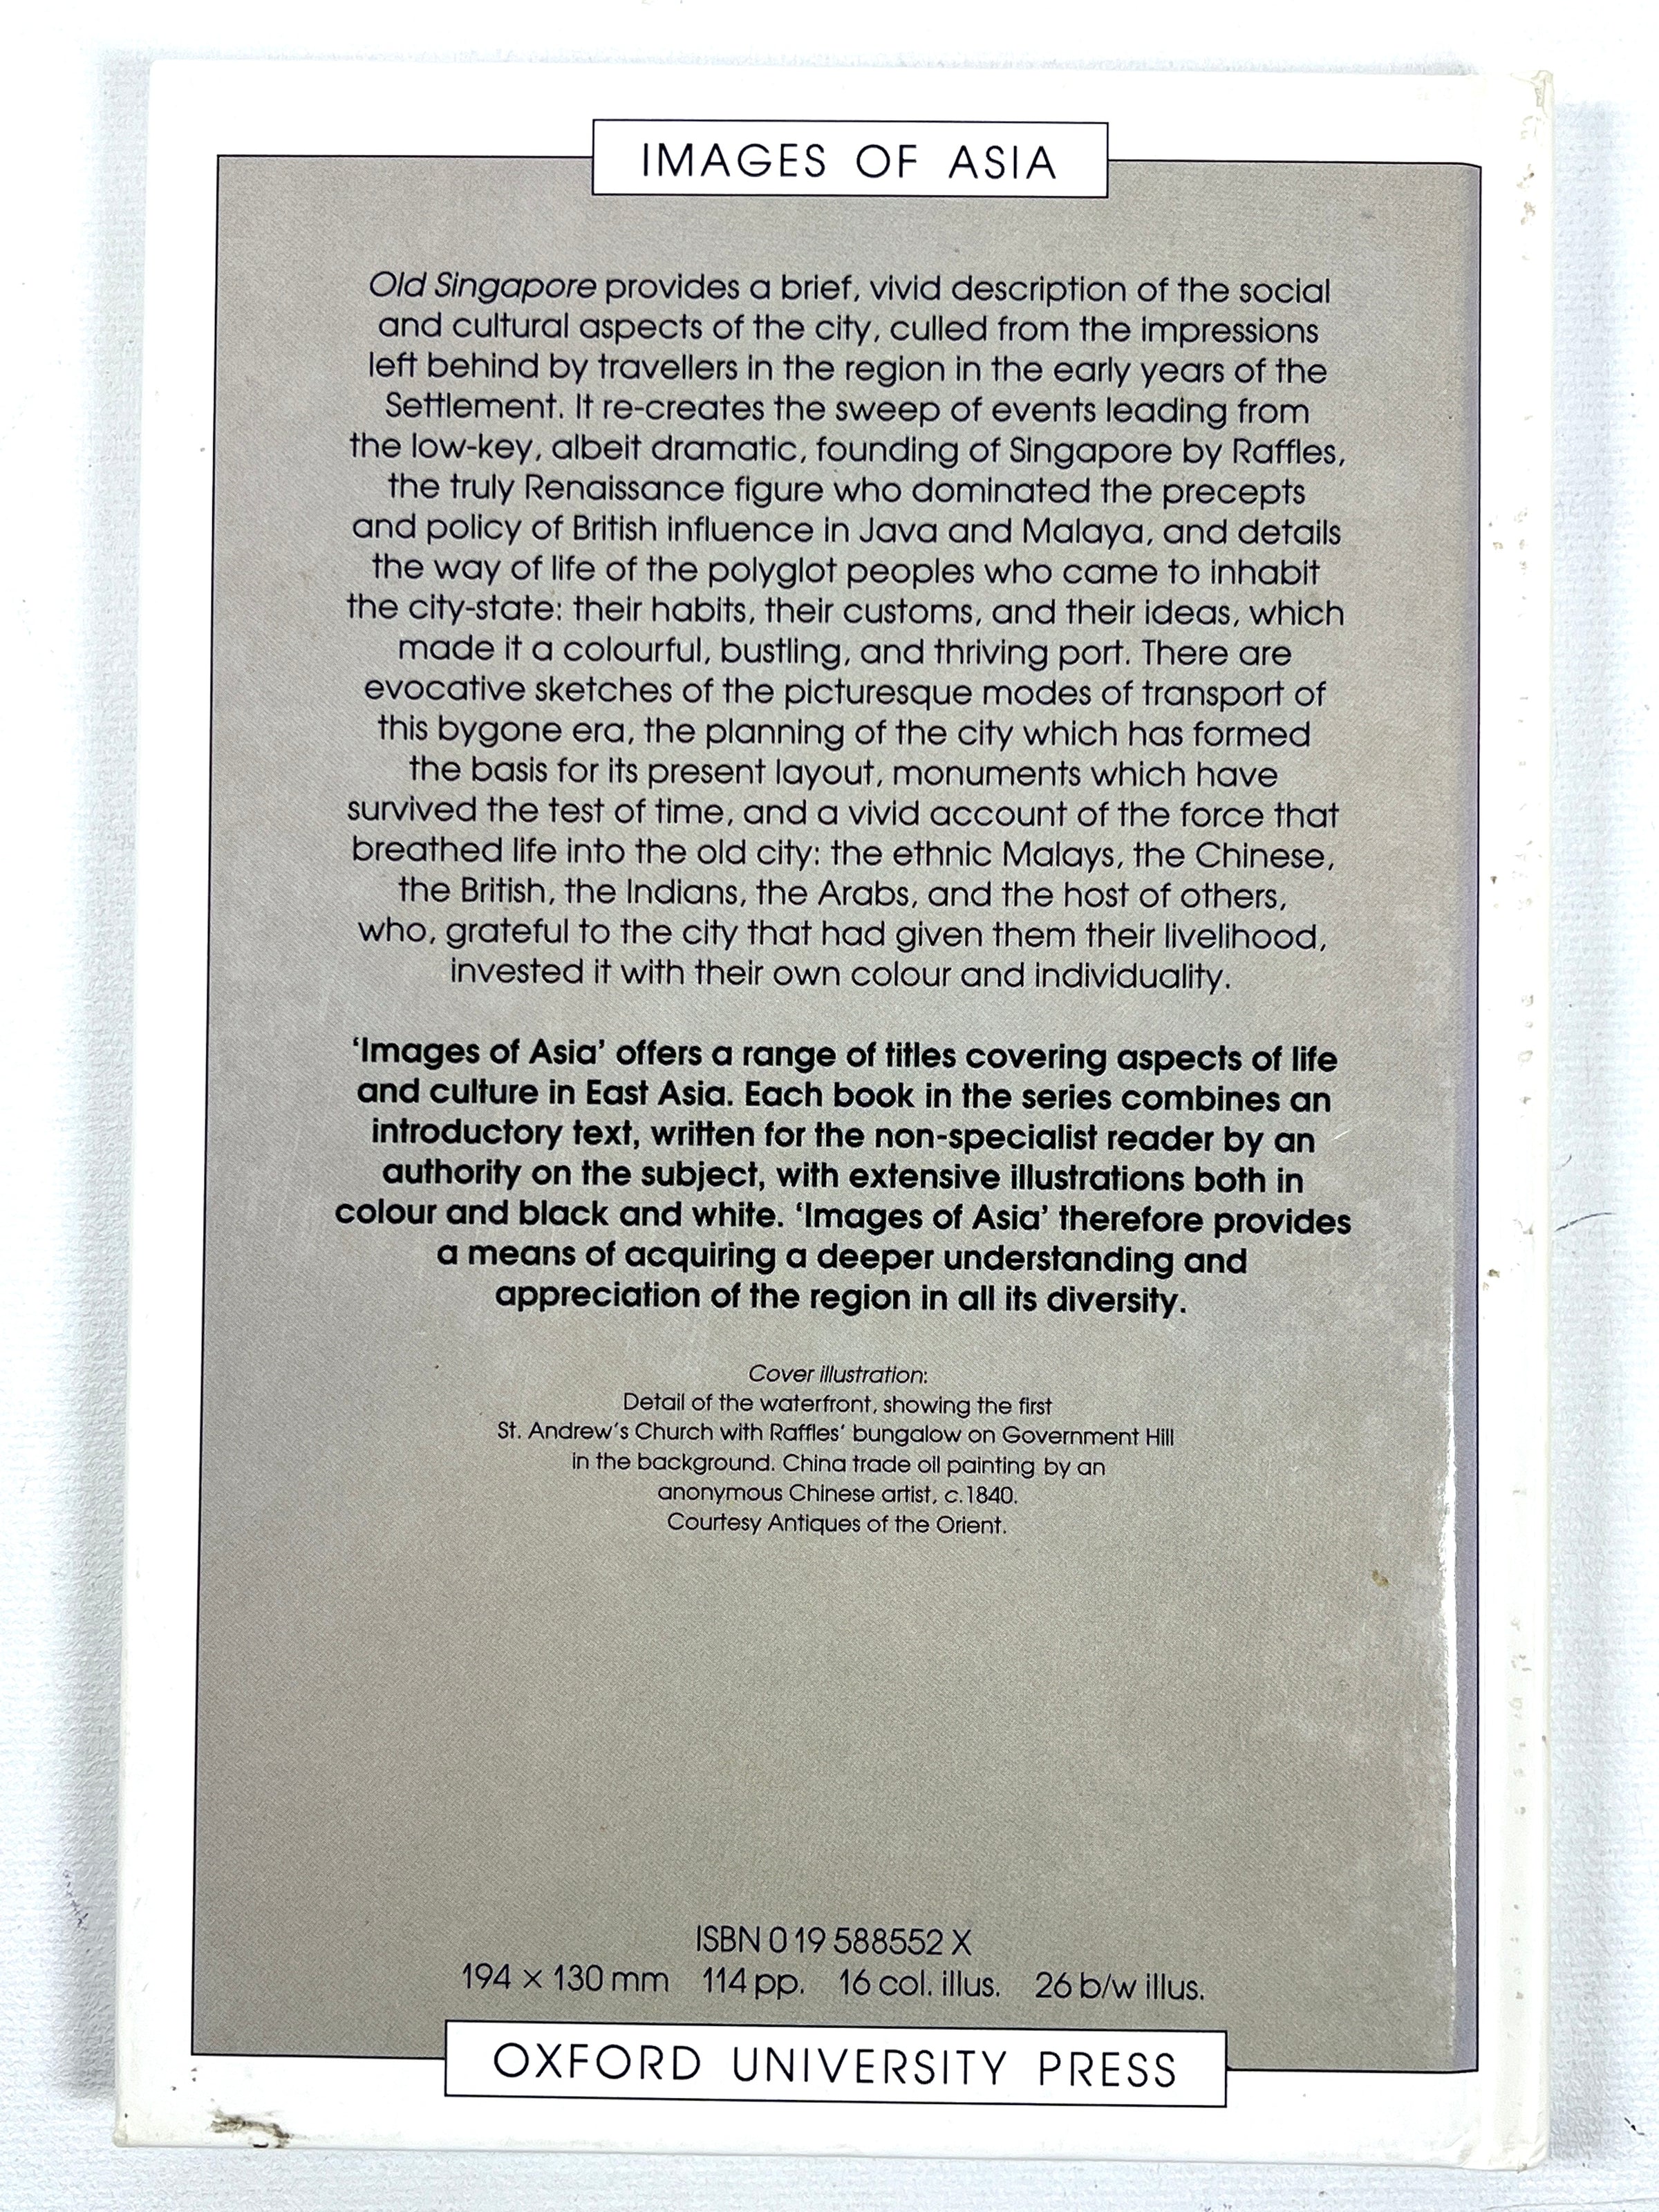 IMAGES OF ASIA
Old Singapore provides a brief, vivid description of the social
and cultural aspects of the city, culled from the impressions
left behind by travellers in the region in the early years of the
Settlement. It re-creates the sweep of events leading from
the low-key, albeit dramatic, founding of Singapore by Raffles,
the truly Renaissance figure who dominated the precepts
and policy of British influence in Java and Malaya, and details
the way of life of the polyglot peoples who came to inhabit
the city-state: their habits, their customs, and their ideas, which
made it a colourful, bustling, and thriving port. There are
evocative sketches of the picturesque modes of transport of
this bygone era, the planning of the city which has formed
the basis for its present layout, monuments which have
survived the test of time, and a vivid account of the force that
breathed life into the old city: the ethnic Malays, the Chinese,
the British, the Indians, the Arabs, and the host of others,
who, grateful to the city that had given them their livelihood,
invested it with their own colour and individuality.
‘Images of Asia’ offers a range of titles covering aspects of life
and culture in East Asia. Each book in the series combines an
introductory text, written for the non-specialist reader by an
authority on the subject, with extensive illustrations both in
colour and black and white. ‘Images of Asia’ therefore provides
a means of acquiring a deeper understanding and
appreciation of the region in all its diversity.
Cover illustration:
Detail of the waterfront, showing the first
St. Andrew’s Church with Raffles’ bungalow on Government Hill
in the background. China trade oil painting by an
anonymous Chinese artist, c.1840.
Courtesy Antiques of the Orient.
ISBN 0 19 588552 X
194 × 130 mm 114 pp. 16 col. illus. 26 b/w illus.
OXFORD UNIVERSITY PRESS